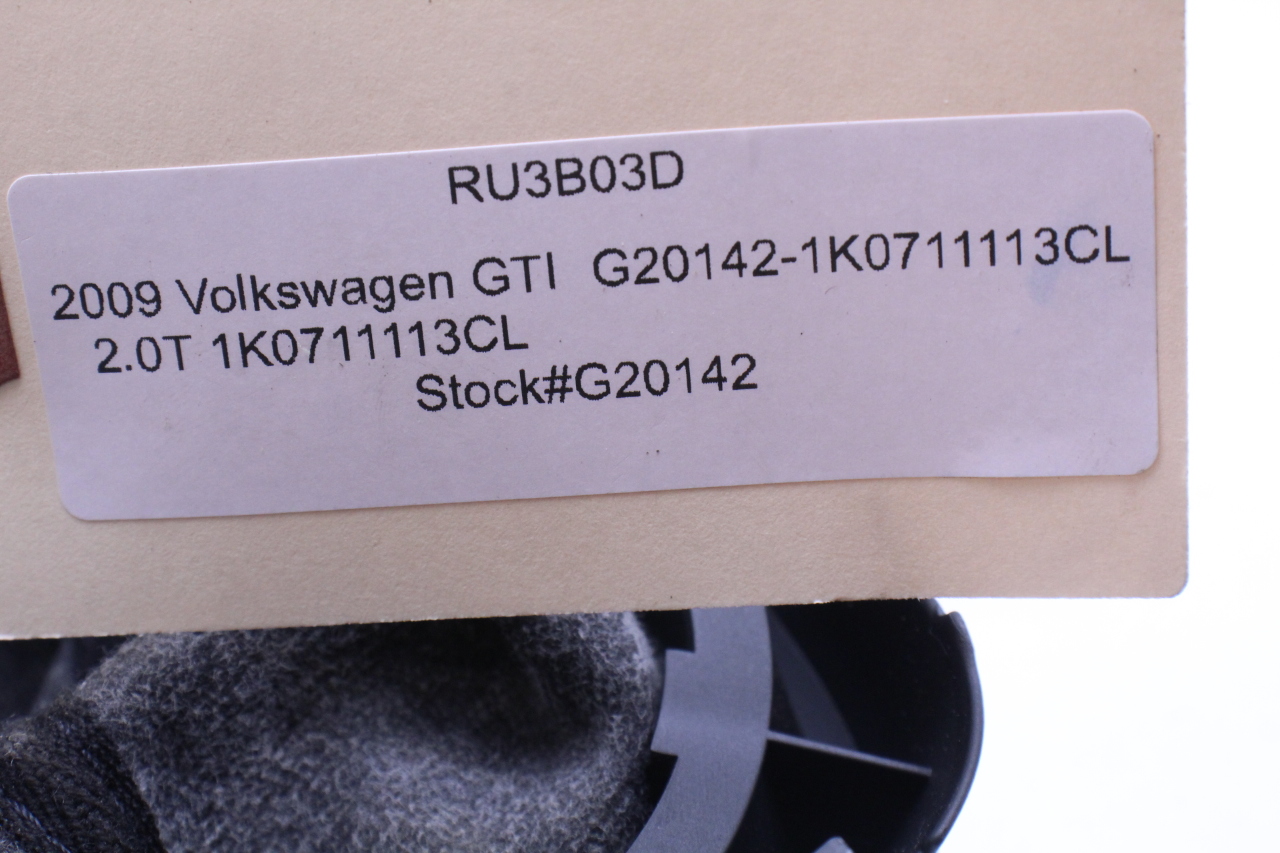 RU3B03D
2009 Volkswagen GTI G20142-1K0711113CL
2.0T 1K0711113CL
Stock#G20142